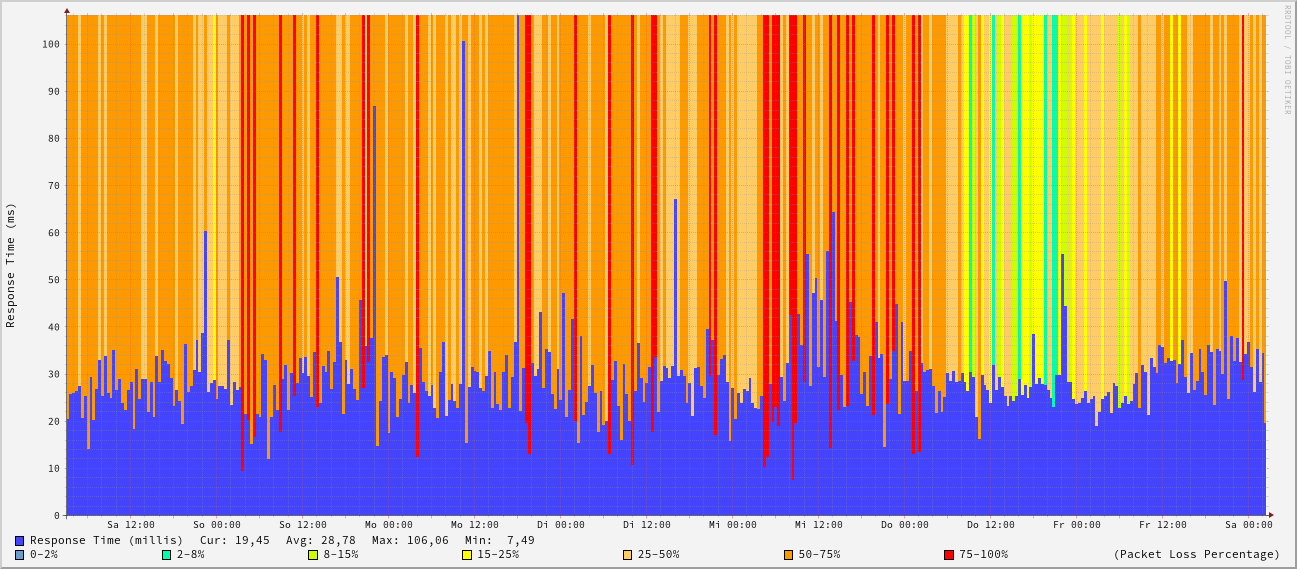 RRDTOOL / TOBI OETIKER
Response Time (ms)
100
90
80
70
60
50
40
30
20
10
0
Sa 12:00 So 00:00 So 12:00 Mo 00:00 Mo 12:00 Di 00:00 Di 12:00 Mi 00:00 Mi 12:00 Do 00:00 Do 12:00 Fr 00:00 Fr 12:00 Sa 00:00
Response Time (millis) Cur: 19,45 Avg: 28,78 Max: 106,06 Min: 7,49
0-2% 2-8% 8-15% 15-25% 25-50% 50-75% 75-100% (Packet Loss Percentage)